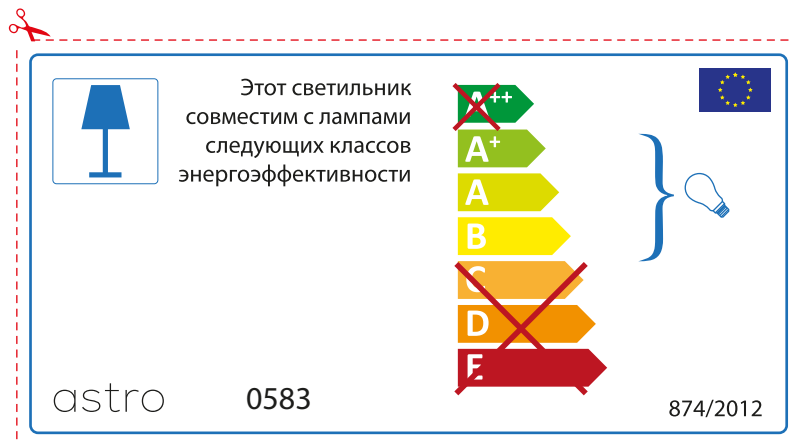 Этот светильник
совместим с лампами
следующих классов
энергоэффективности
A++
A+
A
B
C
D
E
astro
0583
874/2012